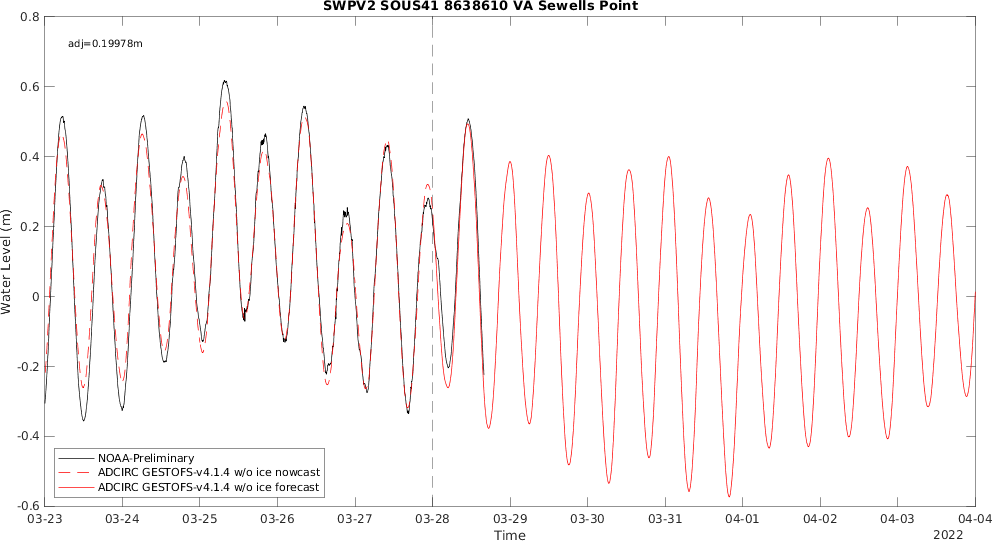 SWPV2 SOUS41 8638610 VA Sewells Point
adj=0.19978m
Water Level (m)
0.8
0.6
0.4
0.2
0
-0.2
-0.4
-0.6
NOAA-Preliminary
ADCIRC GESTOFS-v4.1.4 w/o ice nowcast
ADCIRC GESTOFS-v4.1.4 w/o ice forecast
03-23 03-24 03-25 03-26 03-27 03-28 03-29 03-30 03-31 04-01 04-02 04-03 04-04
Time
2022